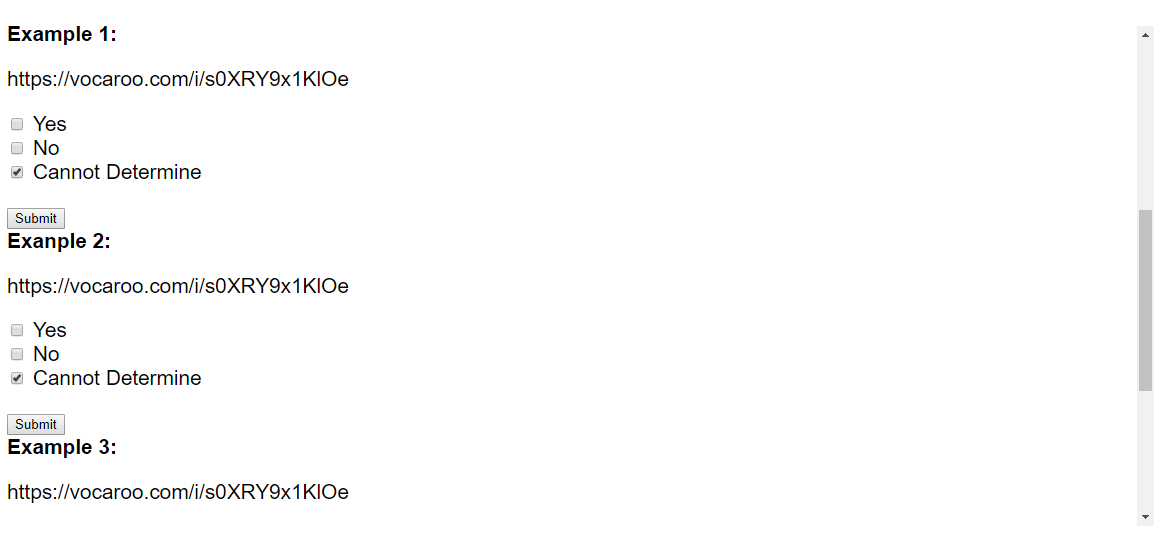 Example 1:
https://vocaroo.com/i/s0XRY9x1KlOe
Yes
No
Cannot Determine
Submit
Exanple 2:
https://vocaroo.com/i/s0XRY9x1KlOe
Yes
No
Cannot Determine
Submit
Example 3:
https://vocaroo.com/i/s0XRY9x1KlOe